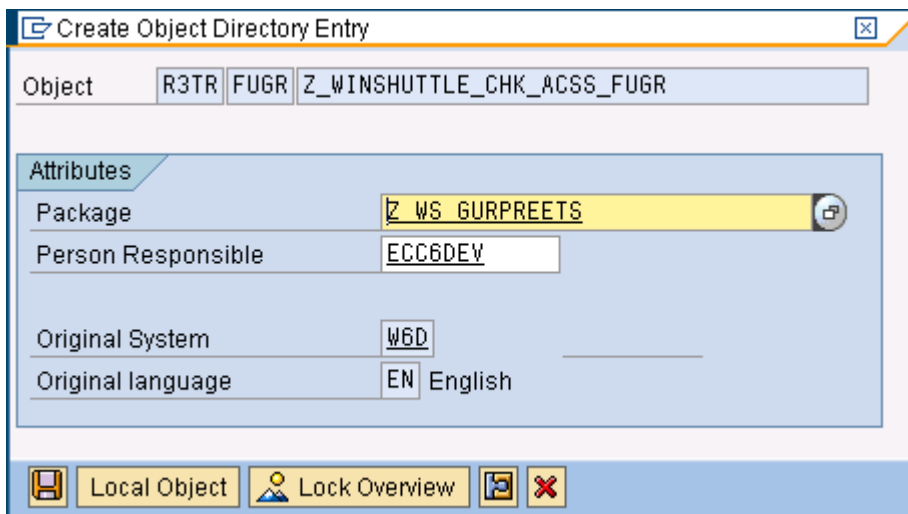 Create Object Directory Entry
Object R3TR FUGR Z_WINSHUTTLE_CHK_ACSS_FUGR
Attributes
Package Z_WS_GURPREETS
Person Responsible ECC6DEV
Original System W6D
Original language EN English
Local Object Lock Overview